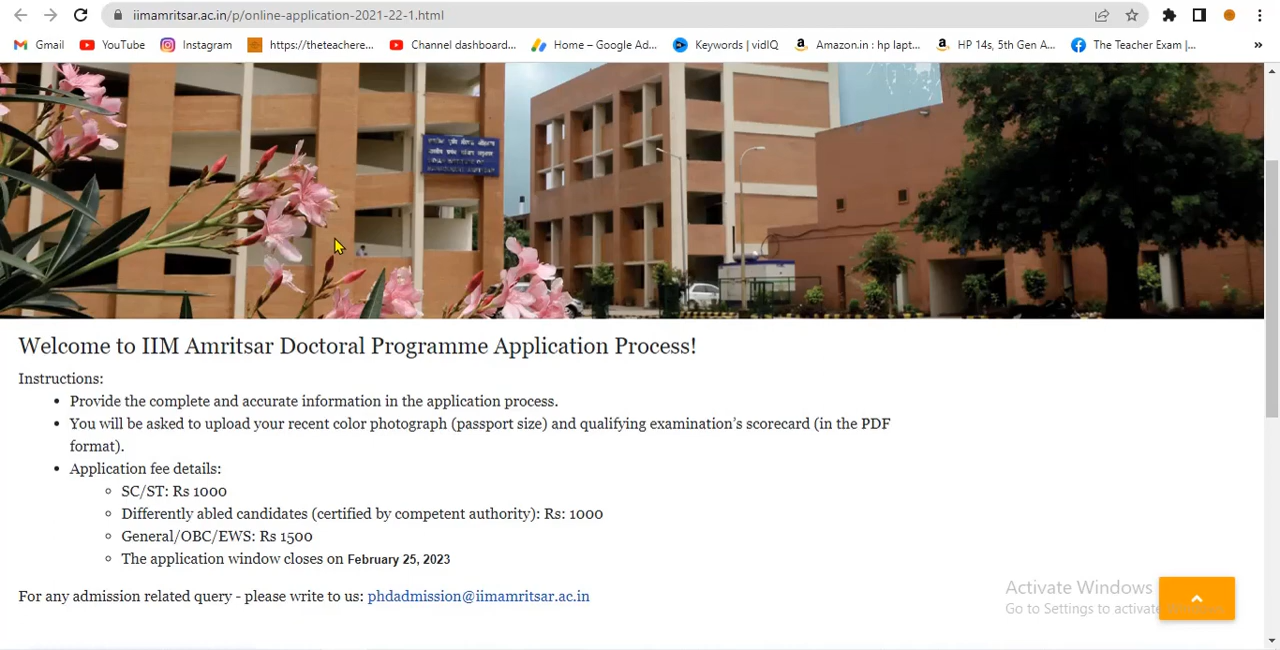 iimamritsar.ac.in/p/online-application-2021-22-1.html
Gmail YouTube Instagram https://theteachere... Channel dashboard... Home – Google Ad... Keywords | vidIQ Amazon.in : hp lapt... HP 14s, 5th Gen A... The Teacher Exam |... »
Welcome to IIM Amritsar Doctoral Programme Application Process!
Instructions:
• Provide the complete and accurate information in the application process.
• You will be asked to upload your recent color photograph (passport size) and qualifying examination’s scorecard (in the PDF
format).
• Application fee details:
SC/ST: Rs 1000
Differently abled candidates (certified by competent authority): Rs: 1000
General/OBC/EWS: Rs 1500
The application window closes on February 25, 2023
For any admission related query - please write to us: phdadmission@iimamritsar.ac.in
Activate Windows
Go to Settings to activate Windows.